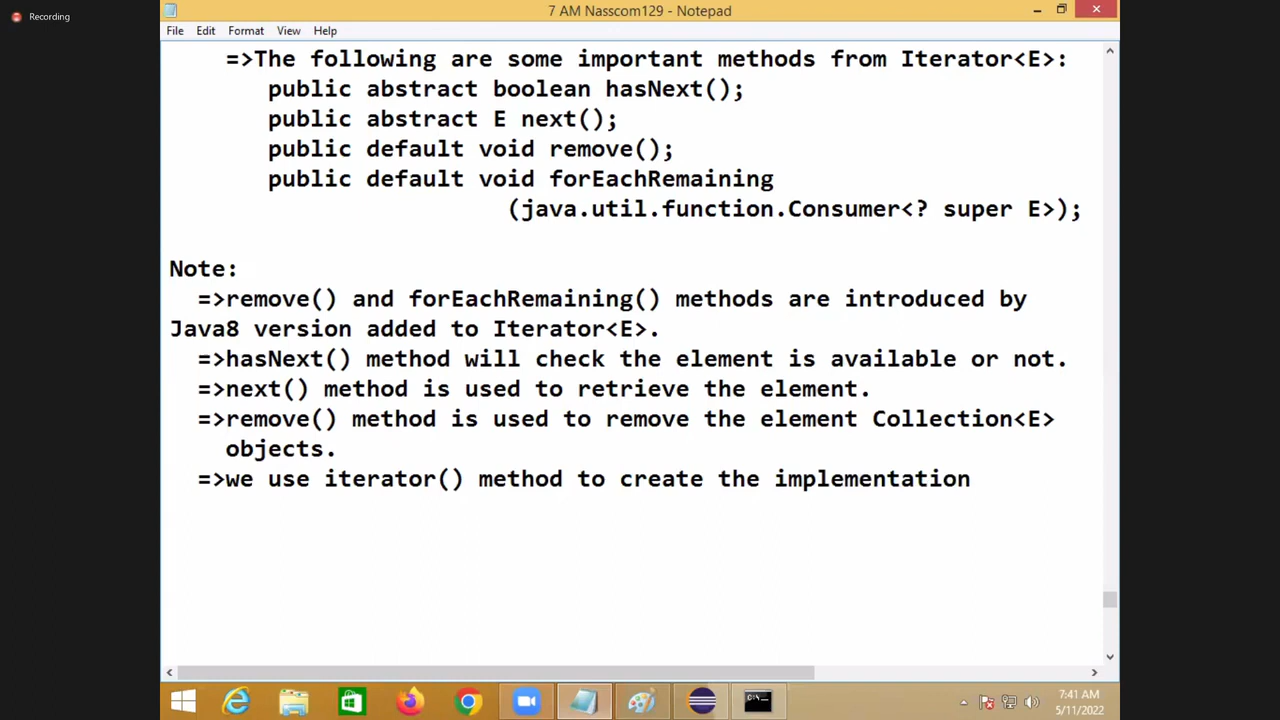 Recording
7 AM Nasscom129 - Notepad
File Edit Format View Help
=>The following are some important methods from Iterator<E>:
public abstract boolean hasNext();
public abstract E next();
public default void remove();
public default void forEachRemaining
(java.util.function.Consumer<? super E>);
Note:
=>remove() and forEachRemaining() methods are introduced by
Java8 version added to Iterator<E>.
=>hasNext() method will check the element is available or not.
=>next() method is used to retrieve the element.
=>remove() method is used to remove the element Collection<E>
objects.
=>we use iterator() method to create the implementation
C:\.
7:41 AM
5/11/2022